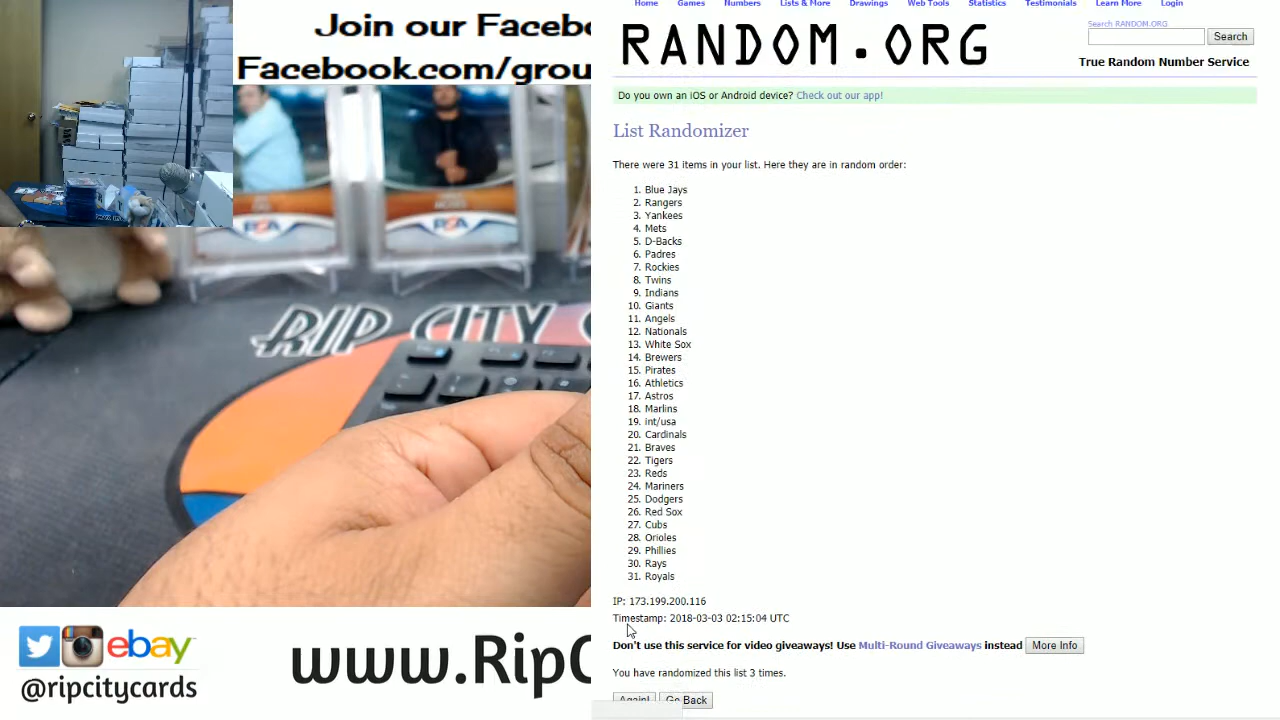 Join our Facebo
Facebook.com/grou
RIP CITY
@ripcitycards
ebay
www.RipC
Home Games Numbers Lists & More Drawings Web Tools Statistics Testimonials Learn More Login
RANDOM.ORG
Search RANDOM.ORG
Search
True Random Number Service
Do you own an iOS or Android device? Check out our app!
List Randomizer
There were 31 items in your list. Here they are in random order:
1. Blue Jays
2. Rangers
3. Yankees
4. Mets
5. D-Backs
6. Padres
7. Rockies
8. Twins
9. Indians
10. Giants
11. Angels
12. Nationals
13. White Sox
14. Brewers
15. Pirates
16. Athletics
17. Astros
18. Marlins
19. int/usa
20. Cardinals
21. Braves
22. Tigers
23. Reds
24. Mariners
25. Dodgers
26. Red Sox
27. Cubs
28. Orioles
29. Phillies
30. Rays
31. Royals
IP: 173.199.200.116
Timestamp: 2018-03-03 02:15:04 UTC
Don't use this service for video giveaways! Use Multi-Round Giveaways instead More Info
You have randomized this list 3 times.
Again! Go Back